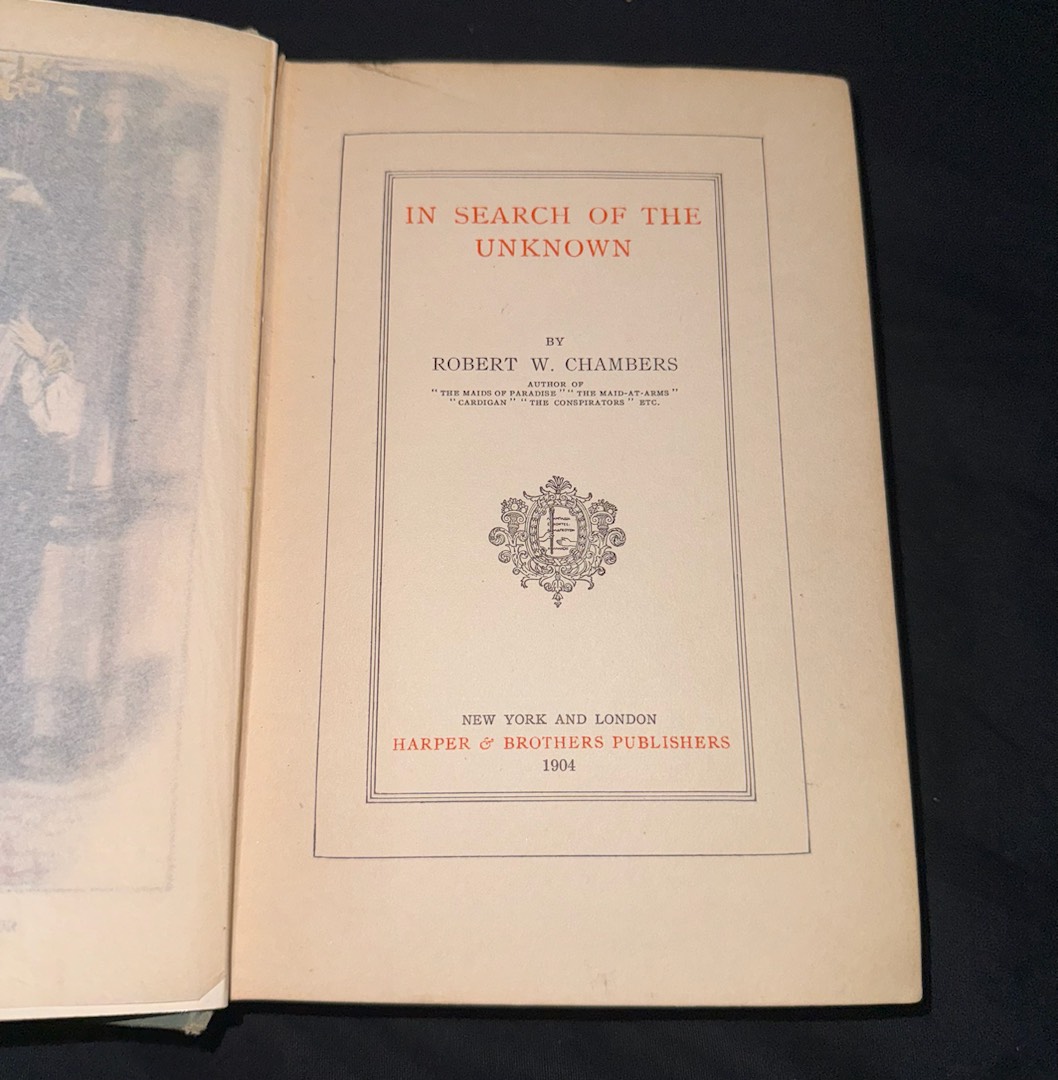 IN SEARCH OF THE
UNKNOWN
BY
ROBERT W. CHAMBERS
AUTHOR OF
"THE MAIDS OF PARADISE" "THE MAID-AT-ARMS"
"CARDIGAN" "THE CONSPIRATORS" ETC.
NEW YORK AND LONDON
HARPER & BROTHERS PUBLISHERS
1904